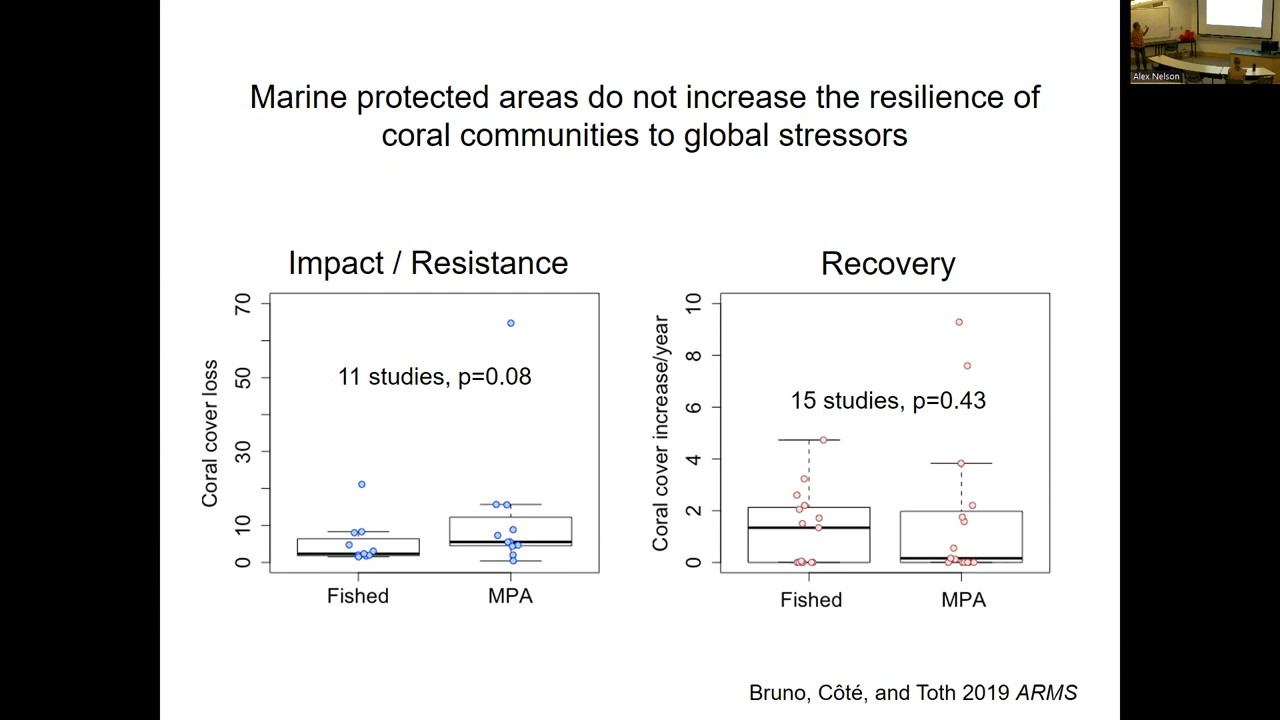 Alex Nelson
Marine protected areas do not increase the resilience of
coral communities to global stressors
Impact / Resistance
70
50
30
10
0
Coral cover loss
11 studies, p=0.08
Fished
MPA
Recovery
10
8
6
4
2
0
Coral cover increase/year
15 studies, p=0.43
Fished
MPA
Bruno, Côté, and Toth 2019 ARMS